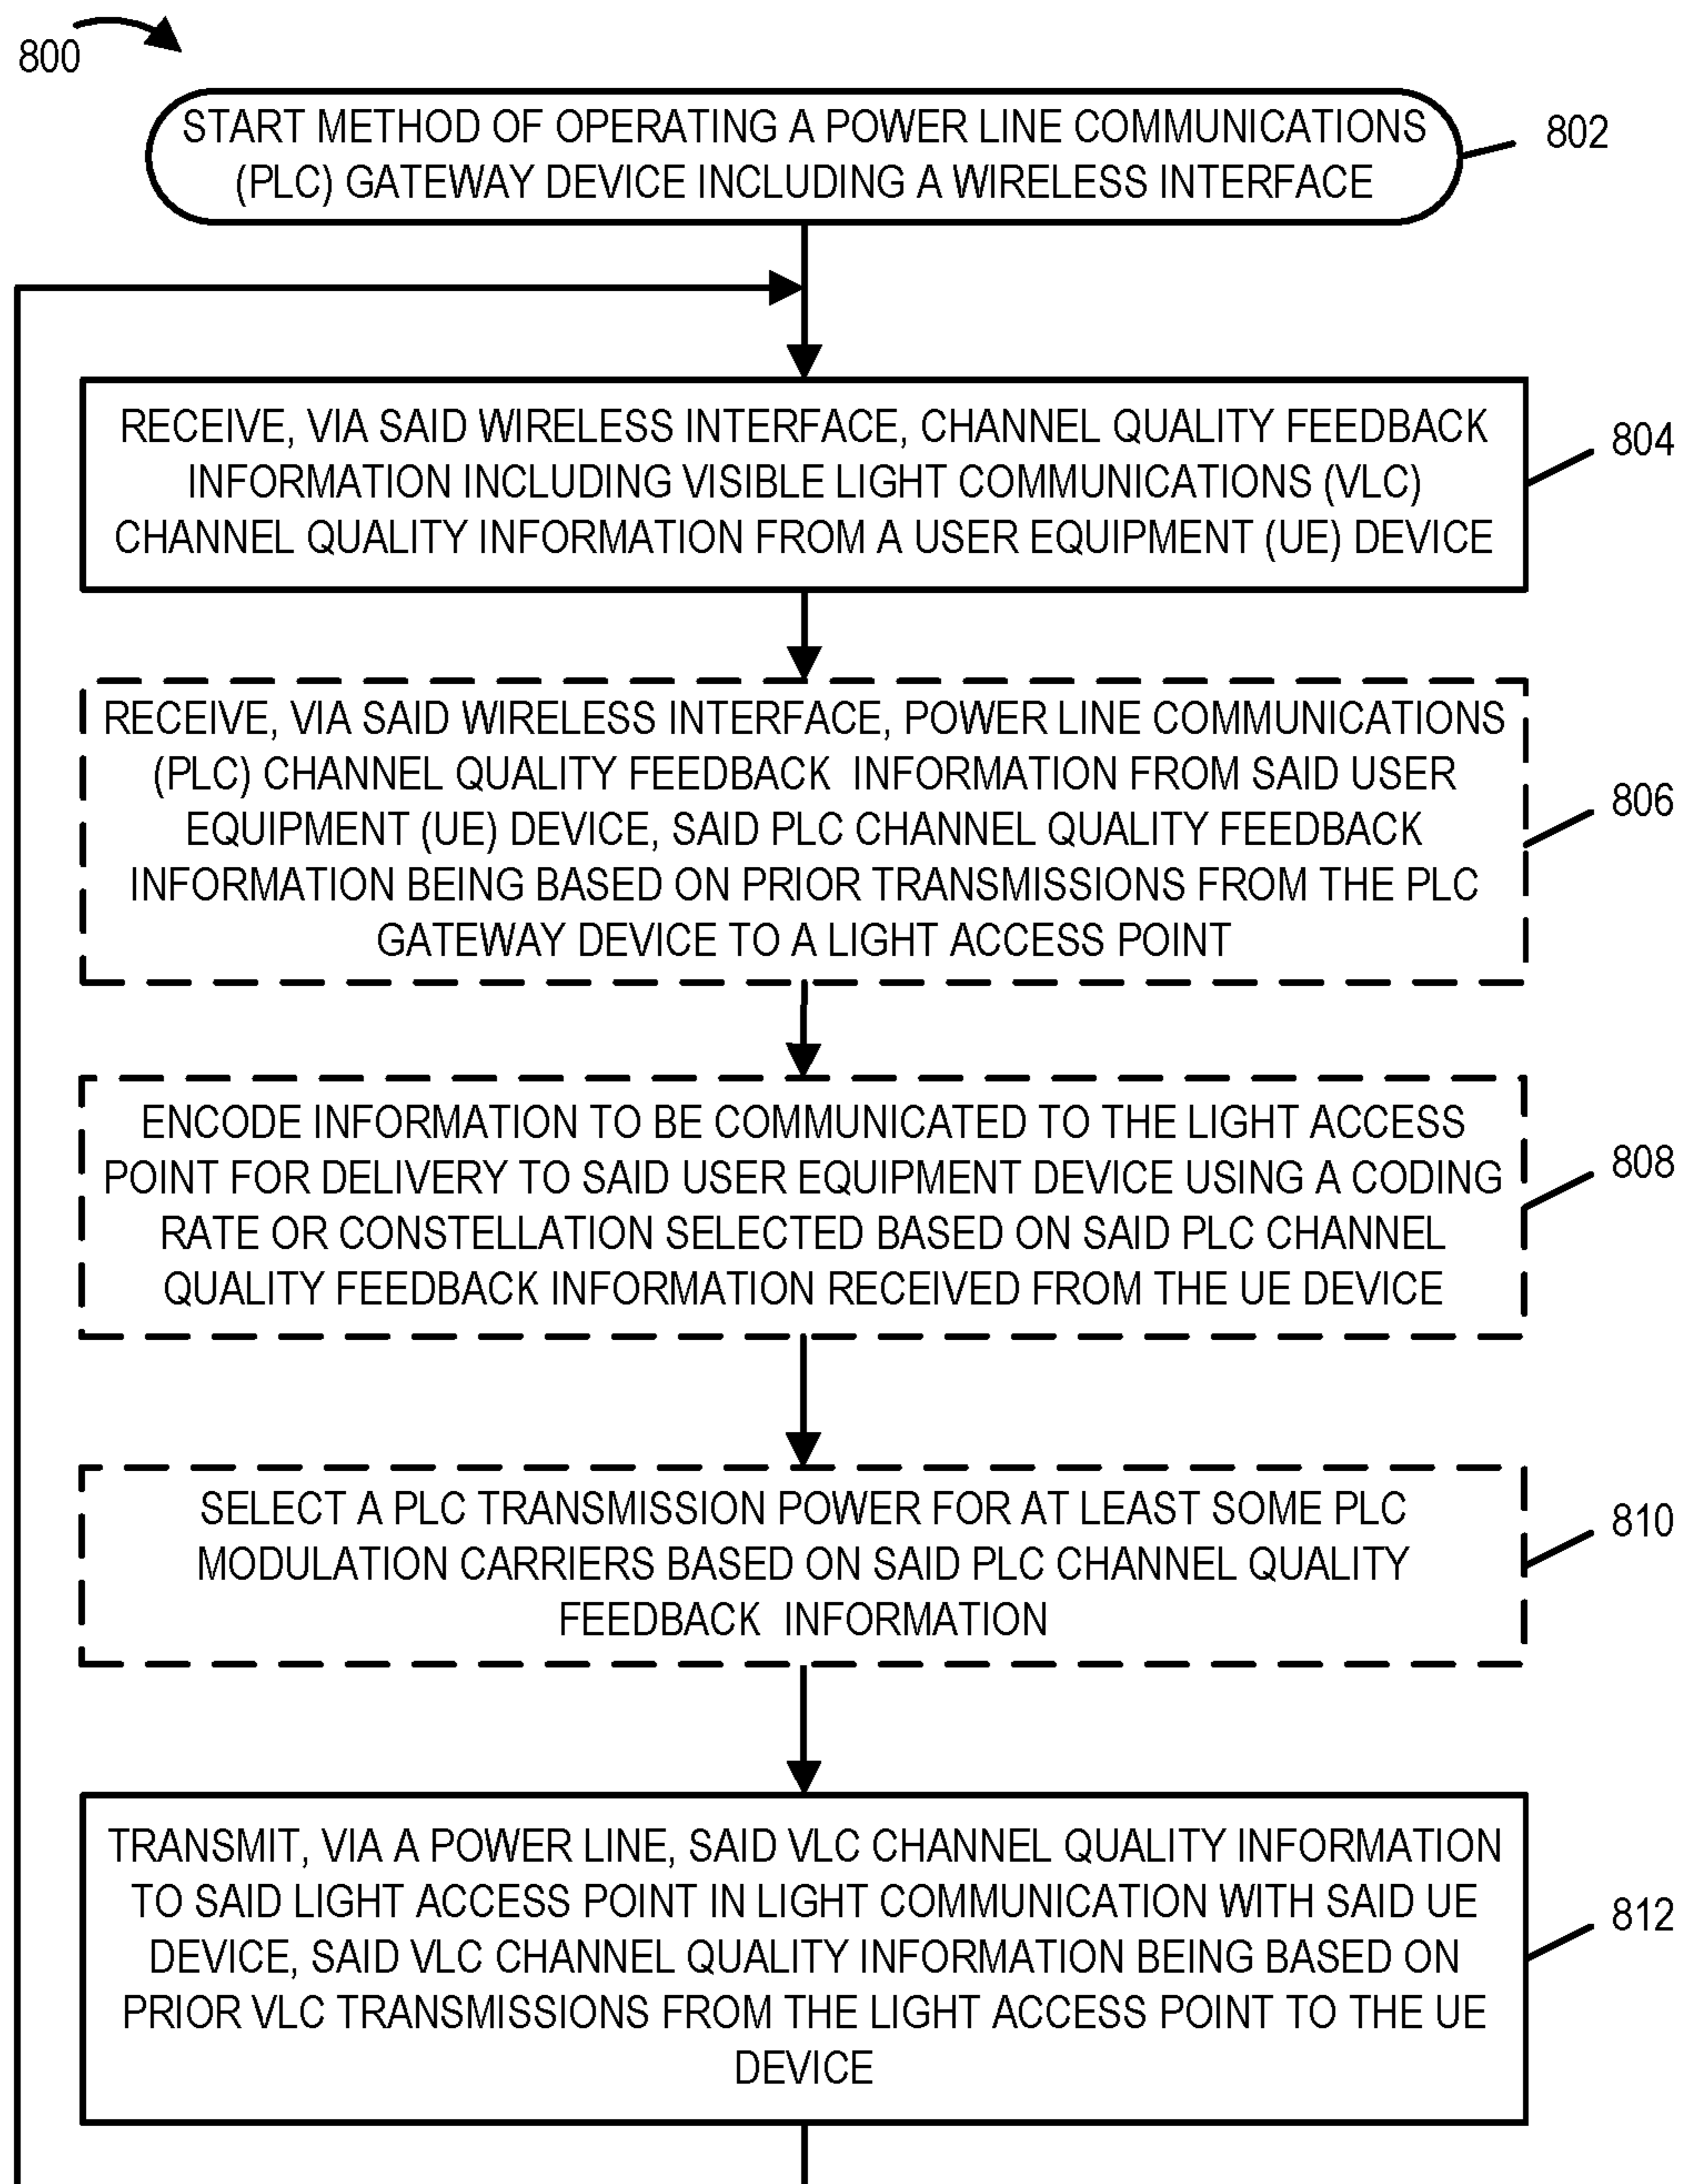 800
START METHOD OF OPERATING A POWER LINE COMMUNICATIONS
(PLC) GATEWAY DEVICE INCLUDING A WIRELESS INTERFACE
802
RECEIVE, VIA SAID WIRELESS INTERFACE, CHANNEL QUALITY FEEDBACK
INFORMATION INCLUDING VISIBLE LIGHT COMMUNICATIONS (VLC)
CHANNEL QUALITY INFORMATION FROM A USER EQUIPMENT (UE) DEVICE
804
RECEIVE, VIA SAID WIRELESS INTERFACE, POWER LINE COMMUNICATIONS
(PLC) CHANNEL QUALITY FEEDBACK INFORMATION FROM SAID USER
EQUIPMENT (UE) DEVICE, SAID PLC CHANNEL QUALITY FEEDBACK
INFORMATION BEING BASED ON PRIOR TRANSMISSIONS FROM THE PLC
GATEWAY DEVICE TO A LIGHT ACCESS POINT
806
ENCODE INFORMATION TO BE COMMUNICATED TO THE LIGHT ACCESS
POINT FOR DELIVERY TO SAID USER EQUIPMENT DEVICE USING A CODING
RATE OR CONSTELLATION SELECTED BASED ON SAID PLC CHANNEL
QUALITY FEEDBACK INFORMATION RECEIVED FROM THE UE DEVICE
808
SELECT A PLC TRANSMISSION POWER FOR AT LEAST SOME PLC
MODULATION CARRIERS BASED ON SAID PLC CHANNEL QUALITY
FEEDBACK INFORMATION
810
TRANSMIT, VIA A POWER LINE, SAID VLC CHANNEL QUALITY INFORMATION
TO SAID LIGHT ACCESS POINT IN LIGHT COMMUNICATION WITH SAID UE
DEVICE, SAID VLC CHANNEL QUALITY INFORMATION BEING BASED ON
PRIOR VLC TRANSMISSIONS FROM THE LIGHT ACCESS POINT TO THE UE
DEVICE
812